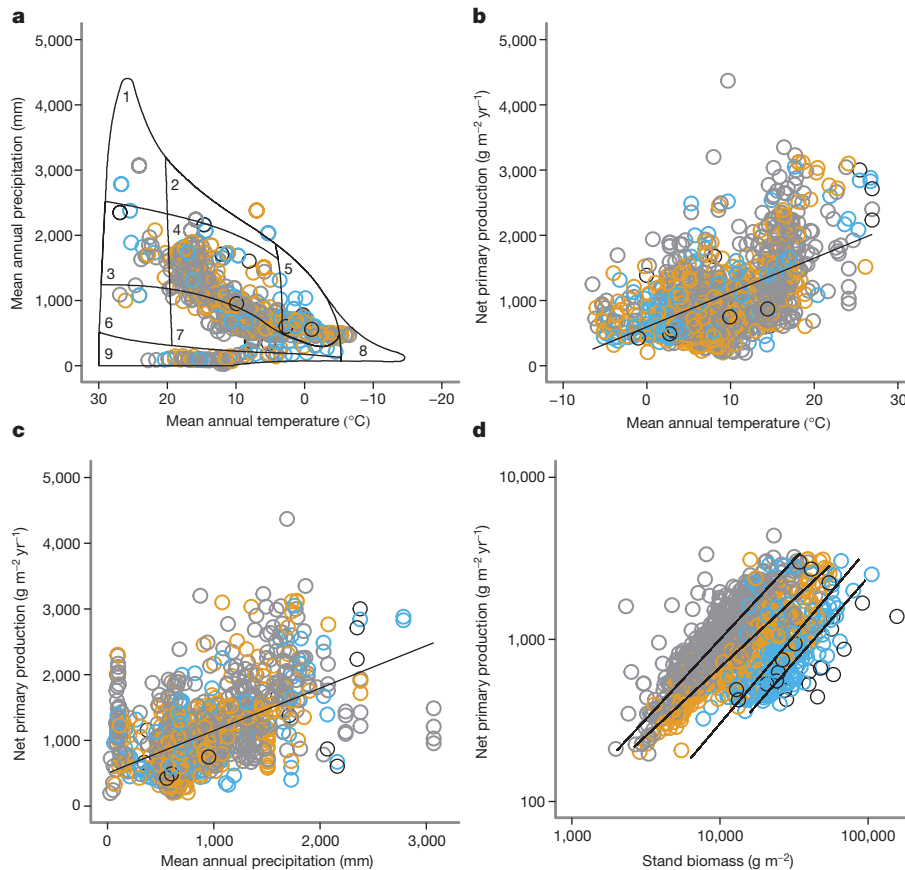 a
5,000
4,000
3,000
2,000
1,000
0
Mean annual precipitation (mm)
1
2
3
4
5
6
7
8
9
30 20 10 0 –10 –20
Mean annual temperature (°C)
b
5,000
4,000
3,000
2,000
1,000
0
Net primary production (g m–2 yr–1)
–10 0 10 20 30
Mean annual temperature (°C)
c
5,000
4,000
3,000
2,000
1,000
0
Net primary production (g m–2 yr–1)
0 1,000 2,000 3,000
Mean annual precipitation (mm)
d
10,000
1,000
100
Net primary production (g m–2 yr–1)
1,000 10,000 100,000
Stand biomass (g m–2)